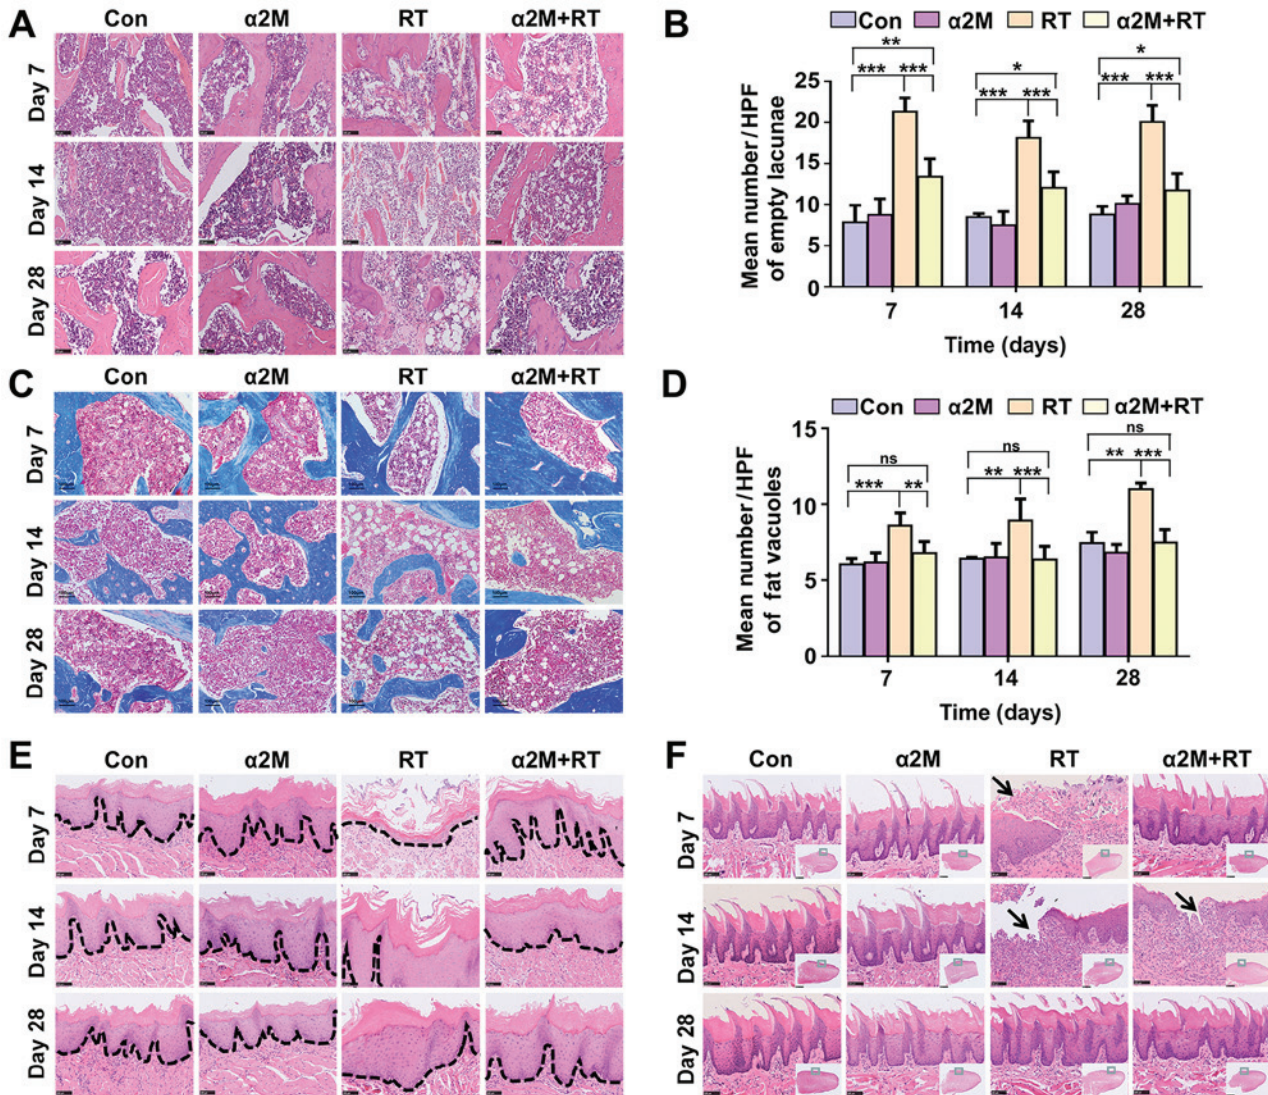 A Con α2M RT α2M+RT
Day 7
Day 14
Day 28
B Con α2M RT α2M+RT
** *** ***
* *** ***
* *** ***
Mean number/HPF
of empty lacunae
25
20
15
10
5
0
7 14 28
Time (days)
C Con α2M RT α2M+RT
Day 7
Day 14
Day 28
D Con α2M RT α2M+RT
ns *** **
ns ** ***
ns ** ***
Mean number/HPF
of fat vacuoles
15
10
5
0
7 14 28
Time (days)
E Con α2M RT α2M+RT
Day 7
Day 14
Day 28
F Con α2M RT α2M+RT
Day 7
Day 14
Day 28